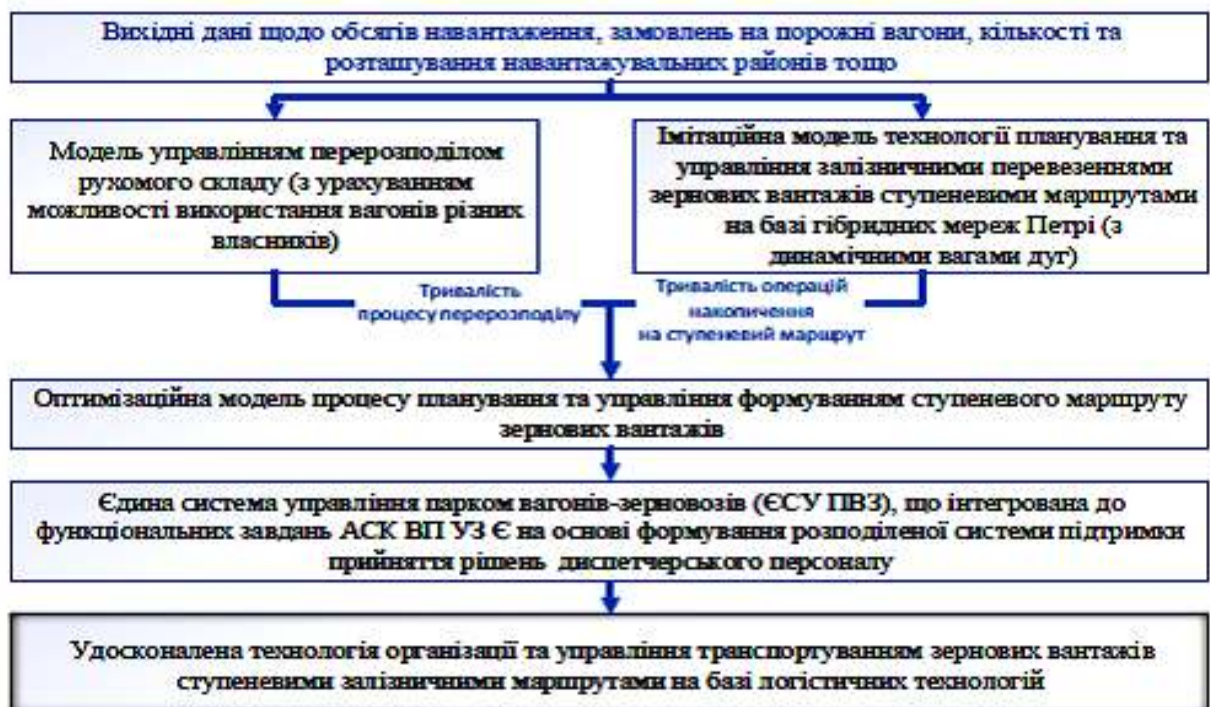 Вихідні дані щодо обсягів навантаження, замовлень на порожні вагони, кількості та
розташування навантажувальних районів тощо
Модель управлінням перерозподілом
рухомого складу (з урахуванням
можливості використання вагонів різних
власників)
Імітаційна модель технології планування та
управління залізничними перевезеннями
зернових вантажів ступеневими маршрутами
на базі гібридних мереж Петрі (з
динамічними вагами дуг)
Тривалість
процесу перерозподілу
Тривалість операцій
накопичення
на ступеневий маршрут
Оптимізаційна модель процесу планування та управління формуванням ступеневого маршруту
зернових вантажів
Єдина система управління парком вагонів-зерновозів (ЄСУ ПВЗ), що інтегрована до
функціональних завдань АСК ВП УЗ Є на основі формування розподіленої системи підтримки
прийняття рішень диспетчерського персоналу
Удосконалена технологія організації та управління транспортуванням зернових вантажів
ступеневими залізничними маршрутами на базі логістичних технологій